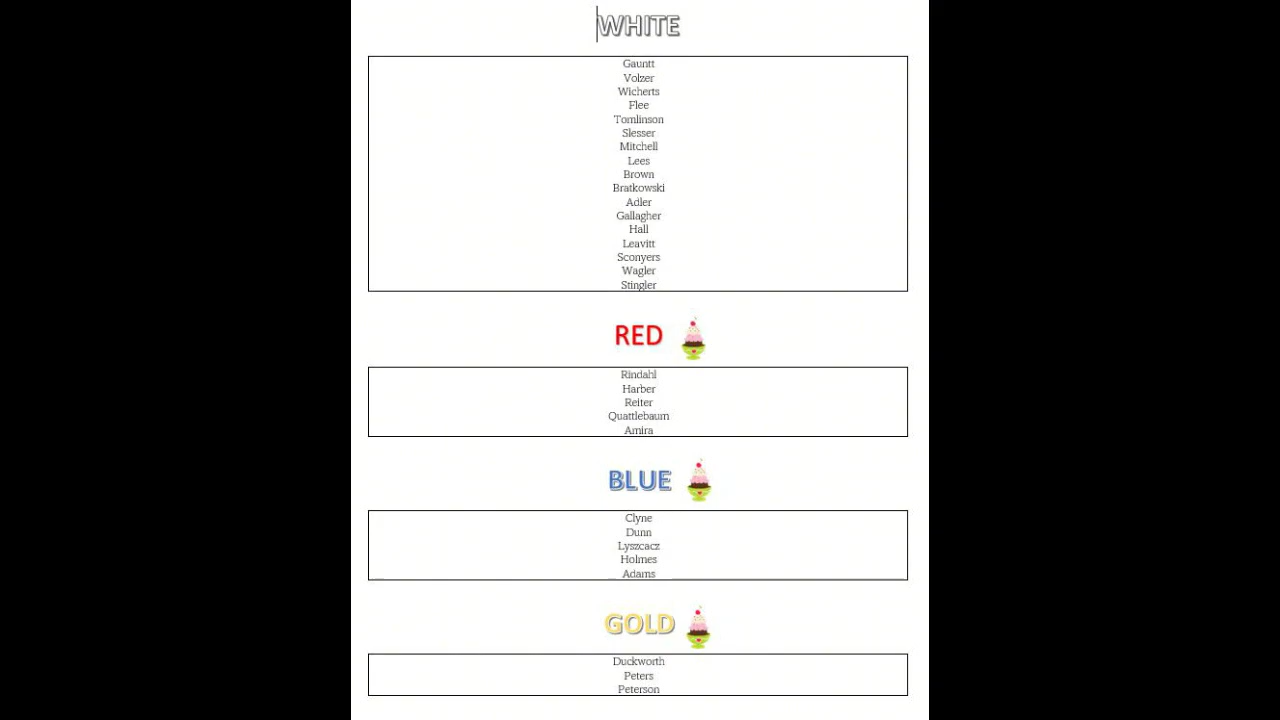 WHITE
Gauntt
Volzer
Wicherts
Flee
Tomlinson
Slesser
Mitchell
Lees
Brown
Bratkowski
Adler
Gallagher
Hall
Leavitt
Sconyers
Wagler
Stingler
RED
Rindahl
Harber
Reiter
Quattlebaum
Amira
BLUE
Clyne
Dunn
Lyszcacz
Holmes
Adams
GOLD
Duckworth
Peters
Peterson